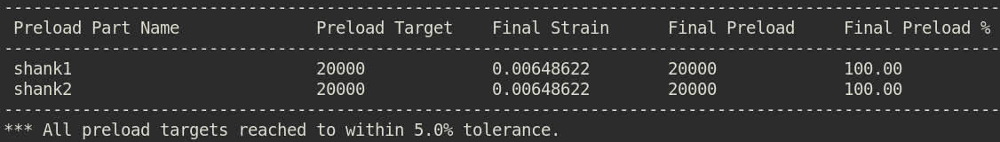 Preload Part Name Preload Target Final Strain Final Preload Final Preload %
shank1 20000 0.00648622 20000 100.00
shank2 20000 0.00648622 20000 100.00
*** All preload targets reached to within 5.0% tolerance.